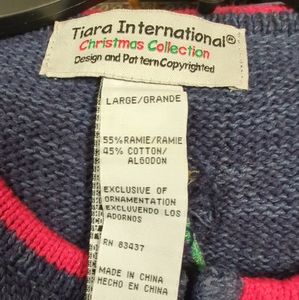 Tiara International®
Christmas Collection
Design and Pattern Copyrighted
LARGE/GRANDE
55% RAMIE/RAMIE
45% COTTON/
ALGODON
EXCLUSIVE OF
ORNAMENTATION
EXCLUVENDO LOS
ADORNOS
RN 83437
MADE IN CHINA
HECHO EN CHINA